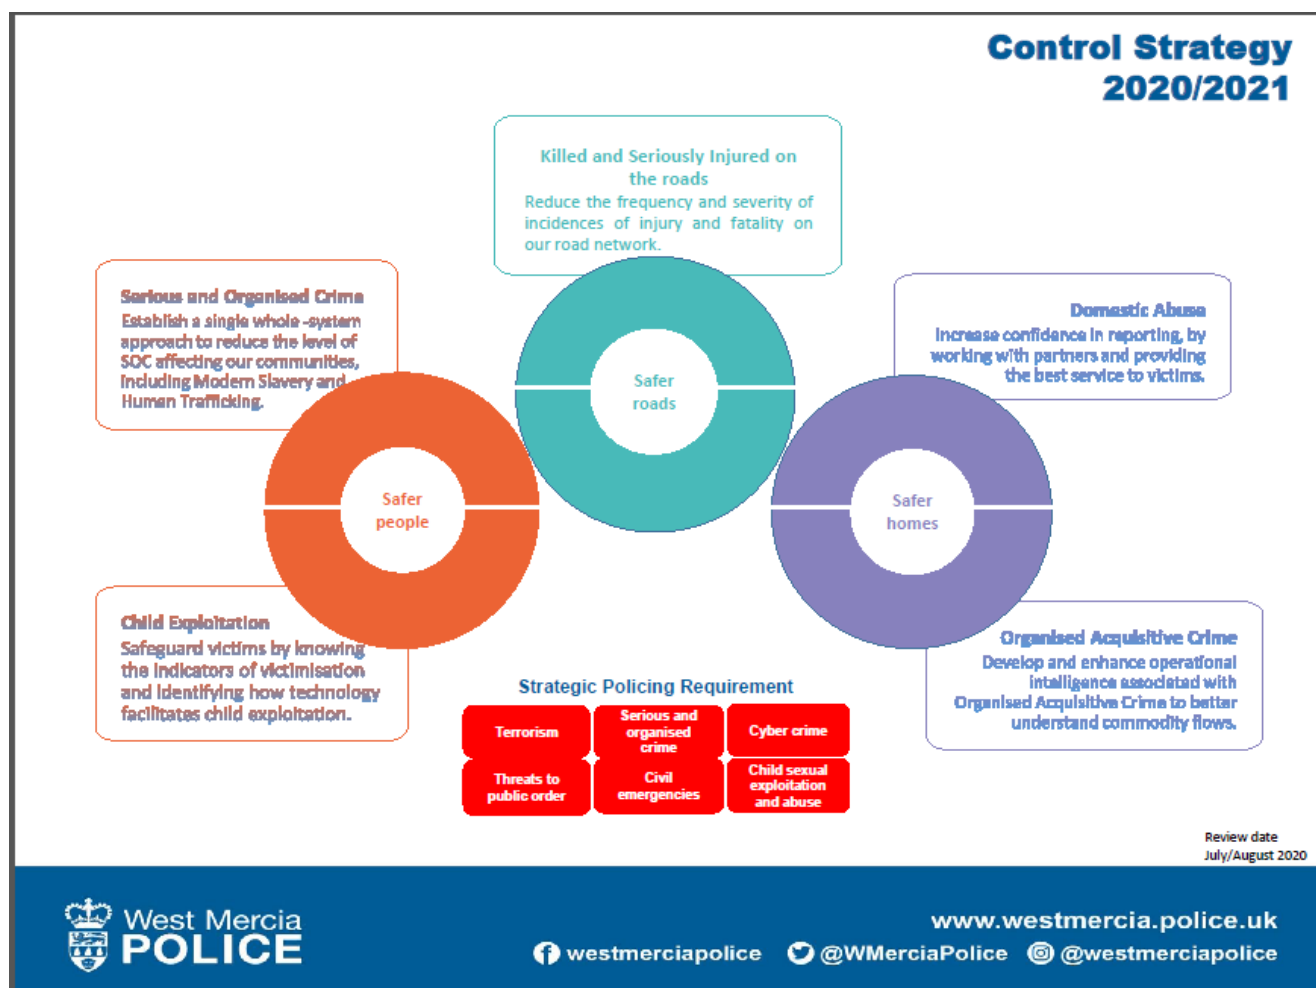 Control Strategy
2020/2021
Killed and Seriously Injured on
the roads
Reduce the frequency and severity of
incidences of injury and fatality on
our road network.
Serious and Organised Crime
Establish a single whole -system
approach to reduce the level of
SOC affecting our communities,
including Modern Slavery and
Human Trafficking.
Domestic Abuse
Increase confidence in reporting, by
working with partners and providing
the best service to victims.
Safer
roads
Safer
people
Safer
homes
Child Exploitation
Safeguard victims by knowing
the indicators of victimisation
and identifying how technology
facilitates child exploitation.
Organised Acquisitive Crime
Develop and enhance operational
intelligence associated with
Organised Acquisitive Crime to better
understand commodity flows.
Strategic Policing Requirement
Terrorism
Serious and
organised
crime
Cyber crime
Threats to
public order
Civil
emergencies
Child sexual
exploitation
and abuse
Review date
July/August 2020
West Mercia
POLICE
www.westmercia.police.uk
westmerciapolice @WMerciaPolice @westmerciapolice